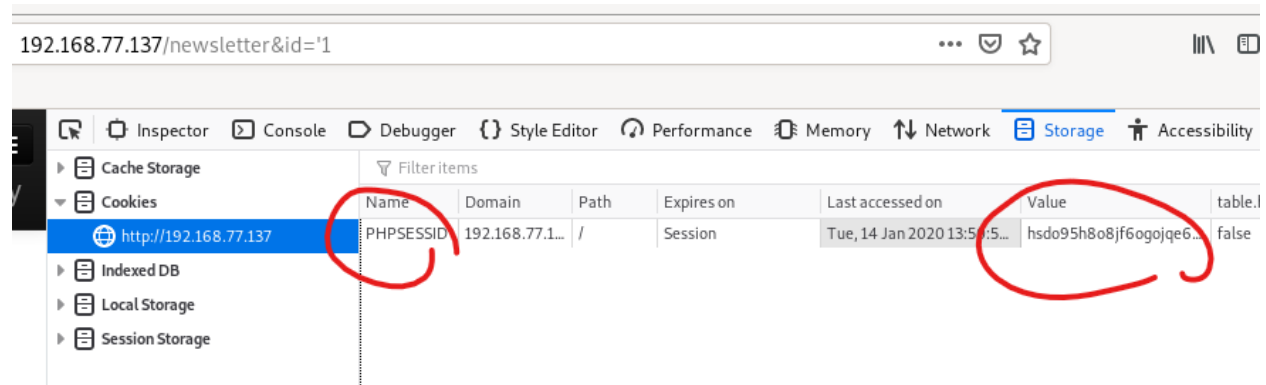 192.168.77.137/newsletter&id='1
E Inspector Console Debugger {} Style Editor Performance Memory Network Storage Accessibility
Cache Storage Filter items
y Cookies Name Domain Path Expires on Last accessed on Value table.
http://192.168.77.137 PHPSESSID 192.168.77.1... / Session Tue, 14 Jan 2020 13:59:5... hsdo95h8o8jf6ogojqe6... false
Indexed DB
Local Storage
Session Storage